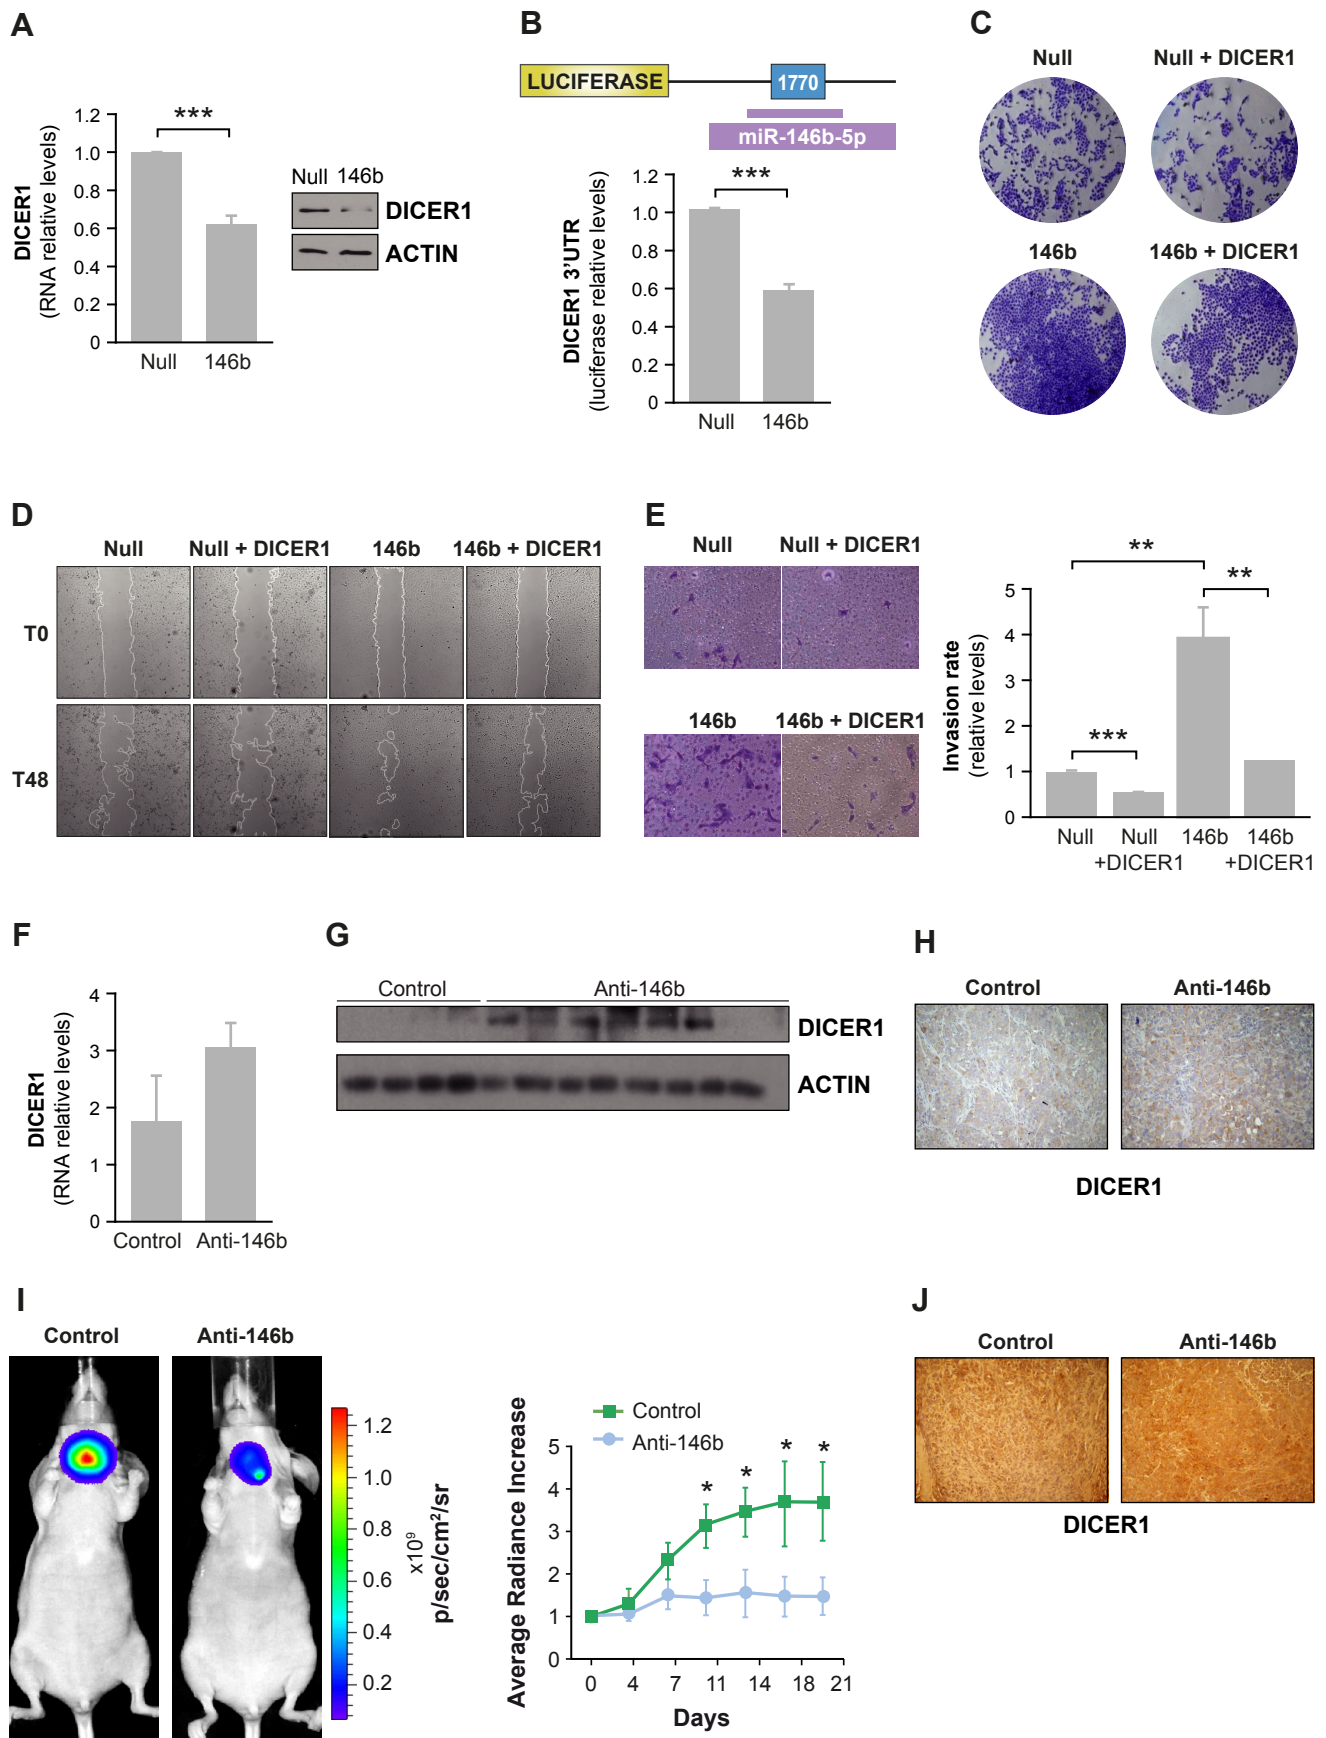 A
DICER1
(RNA relative levels)
1.2
1.0
0.8
0.6
0.4
0.2
0
***
Null
146b
Null 146b
DICER1
ACTIN
B
LUCIFERASE
1770
miR-146b-5p
DICER1 3'UTR
(luciferase relative levels)
1.2
1.0
0.8
0.6
0.4
0.2
0
***
Null
146b
C
Null
Null + DICER1
146b
146b + DICER1
D
Null
Null + DICER1
146b
146b + DICER1
T0
T48
E
Null
Null + DICER1
146b
146b + DICER1
Invasion rate
(relative levels)
5
4
3
2
1
0
**
**
***
Null
Null
+DICER1
146b
146b
+DICER1
F
DICER1
(RNA relative levels)
4
3
2
1
0
Control
Anti-146b
G
Control
Anti-146b
DICER1
ACTIN
H
Control
Anti-146b
DICER1
I
Control
Anti-146b
1.2
1.0
0.8
0.6
0.4
0.2
x10⁹
p/sec/cm²/sr
Average Radiance Increase
Control
Anti-146b
5
4
3
2
1
0
*
*
*
*
0
4
7
11
14
18
21
Days
J
Control
Anti-146b
DICER1